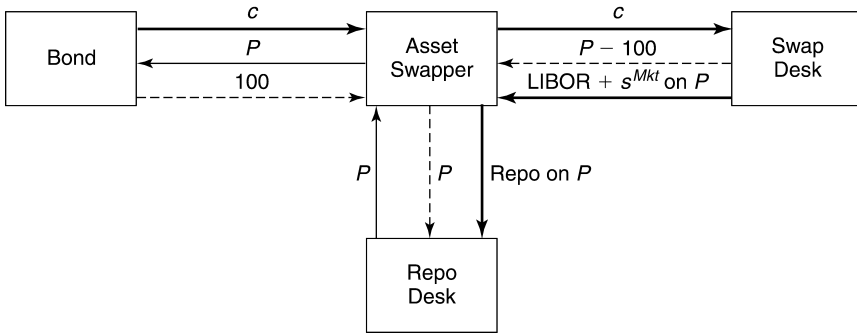 c
c
Bond
P
Asset
Swapper
P – 100
Swap
Desk
100
LIBOR + s^Mkt on P
P
P
Repo on P
Repo
Desk